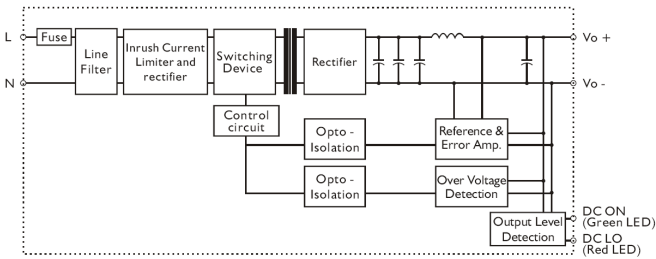 L
Fuse
N
Line
Filter
Inrush Current
Limiter and
rectifier
Switching
Device
Rectifier
Vo +
Vo -
Control
circuit
Opto -
Isolation
Reference &
Error Amp.
Opto -
Isolation
Over Voltage
Detection
Output Level
Detection
DC ON
(Green LED)
DC LO
(Red LED)